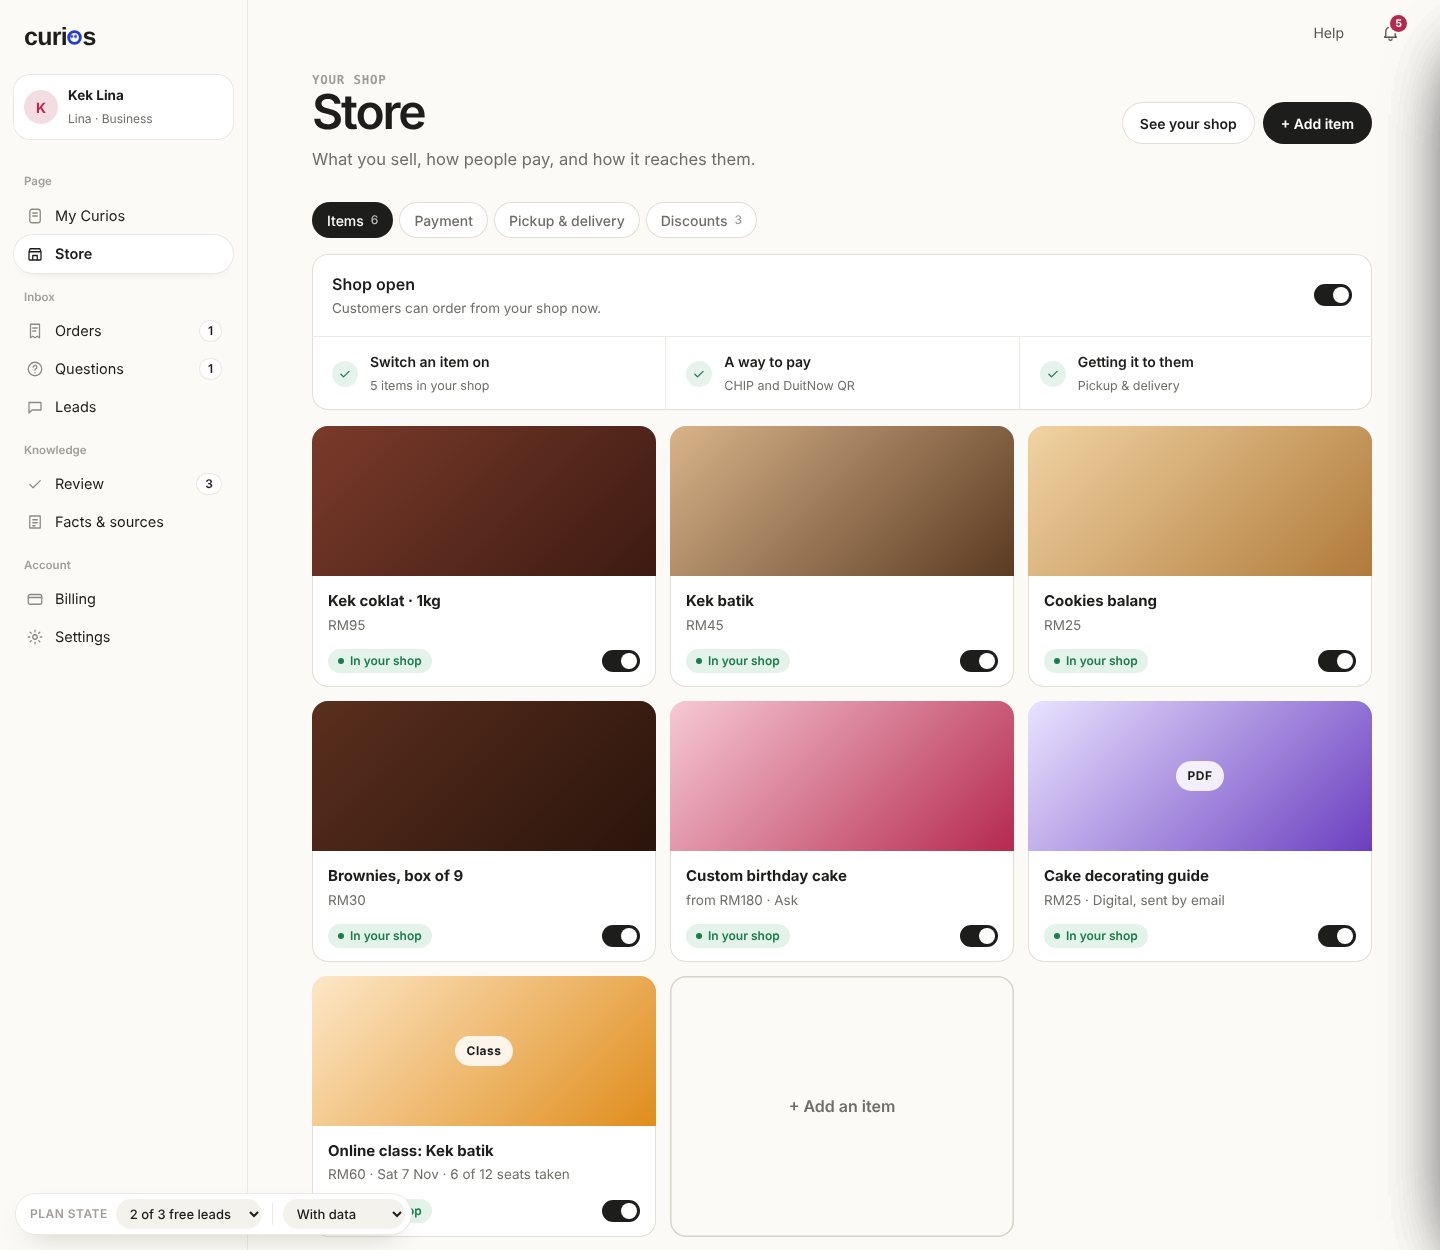 curios
Kek Lina
K
Lina · Business
Page
My Curios
Store
Inbox
Orders 1
Questions 1
Leads
Knowledge
Review 3
Facts & sources
Account
Billing
Settings
Help
5
YOUR SHOP
Store
What you sell, how people pay, and how it reaches them.
See your shop
+ Add item
Items 6
Payment
Pickup & delivery
Discounts 3
Shop open
Customers can order from your shop now.
Switch an item on
5 items in your shop
A way to pay
CHIP and DuitNow QR
Getting it to them
Pickup & delivery
Kek coklat · 1kg
RM95
In your shop
Kek batik
RM45
In your shop
Cookies balang
RM25
In your shop
Brownies, box of 9
RM30
In your shop
Custom birthday cake
from RM180 · Ask
In your shop
PDF
Cake decorating guide
RM25 · Digital, sent by email
In your shop
Class
Online class: Kek batik
RM60 · Sat 7 Nov · 6 of 12 seats taken
+ Add an item
PLAN STATE
2 of 3 free leads
With data